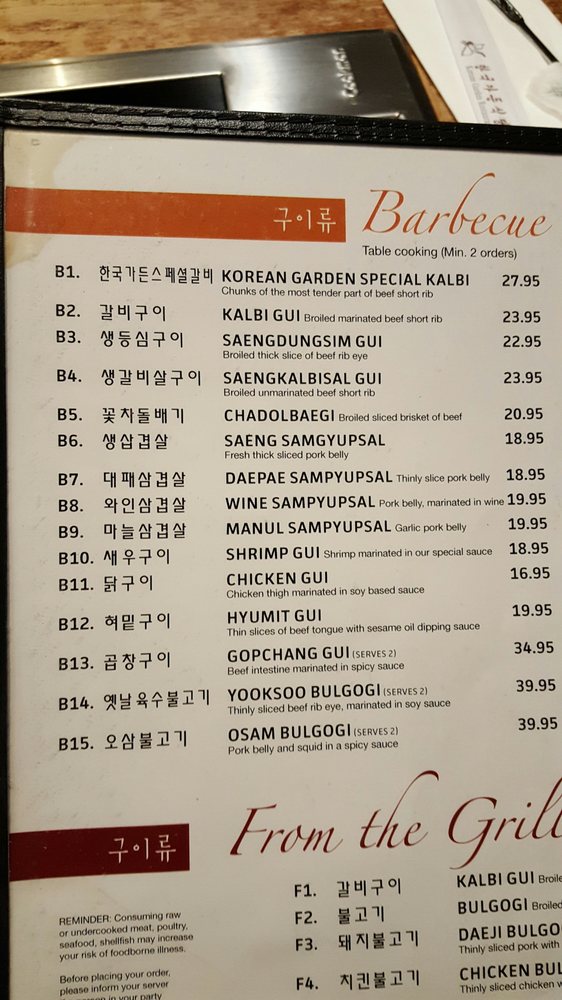 한국가든식당
구이류 Barbecue
Table cooking (Min. 2 orders)
B1. 한국가든스페셜갈비 KOREAN GARDEN SPECIAL KALBI 27.95
Chunks of the most tender part of beef short rib
B2. 갈비구이 KALBI GUI Broiled marinated beef short rib 23.95
B3. 생등심구이 SAENGDUNGSIM GUI 22.95
Broiled thick slice of beef rib eye
B4. 생갈비살구이 SAENGKALBISAL GUI 23.95
Broiled unmarinated beef short rib
B5. 꽃차돌배기 CHADOLBAEGI Broiled sliced brisket of beef 20.95
B6. 생삼겹살 SAENG SAMGYUPSAL 18.95
Fresh thick sliced pork belly
B7. 대패삼겹살 DAEPAE SAMPYUPSAL Thinly slice pork belly 18.95
B8. 와인삼겹살 WINE SAMPYUPSAL Pork belly, marinated in wine 19.95
B9. 마늘삼겹살 MANUL SAMPYUPSAL Garlic pork belly 19.95
B10. 새우구이 SHRIMP GUI Shrimp marinated in our special sauce 18.95
B11. 닭구이 CHICKEN GUI 16.95
Chicken thigh marinated in soy based sauce
B12. 혀밑구이 HYUMIT GUI 19.95
Thin slices of beef tongue with sesame oil dipping sauce
B13. 곱창구이 GOPCHANG GUI (SERVES 2) 34.95
Beef intestine marinated in spicy sauce
B14. 옛날육수불고기 YOOKSOO BULGOGI (SERVES 2) 39.95
Thinly sliced beef rib eye, marinated in soy sauce
B15. 오삼불고기 OSAM BULGOGI (SERVES 2) 39.95
Pork belly and squid in a spicy sauce
구이류 From the Grill
F1. 갈비구이 KALBI GUI Broile
F2. 불고기 BULGOGI Broiled
F3. 돼지불고기 DAEJI BULGO
Thinly sliced pork with
F4. 치킨불고기 CHICKEN BUL
Thinly sliced chicken
REMINDER: Consuming raw
or undercooked meat, poultry,
seafood, shellfish may increase
your risk of foodborne illness.
Before placing your order,
please inform your server
person in your party